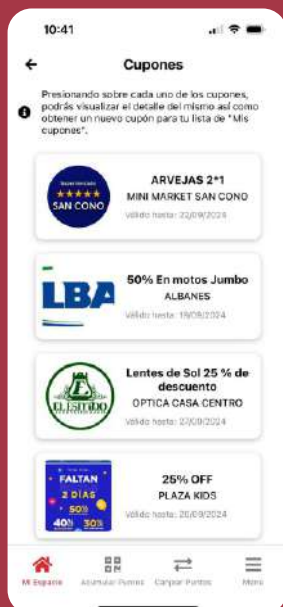 10:41
Cupones
Presionando sobre cada uno de los cupones,
podrás visualizar el detalle del mismo así como
obtener un nuevo cupón para tu lista de "Mis
cupones".
SAN CONO
ARVEJAS 2*1
MINI MARKET SAN CONO
Válido hasta: 22/09/2024
LBA
50% En motos Jumbo
ALBANES
Válido hasta: 19/09/2024
Lentes de Sol 25 % de
descuento
OPTICA CASA CENTRO
Válido hasta: 27/09/2024
FALTAN
2 DÍAS
50%
40% 30%
25% OFF
PLAZA KIDS
Válido hasta: 26/09/2024
Mi Espacio
Acumular Puntos
Canjear Puntos
Menú